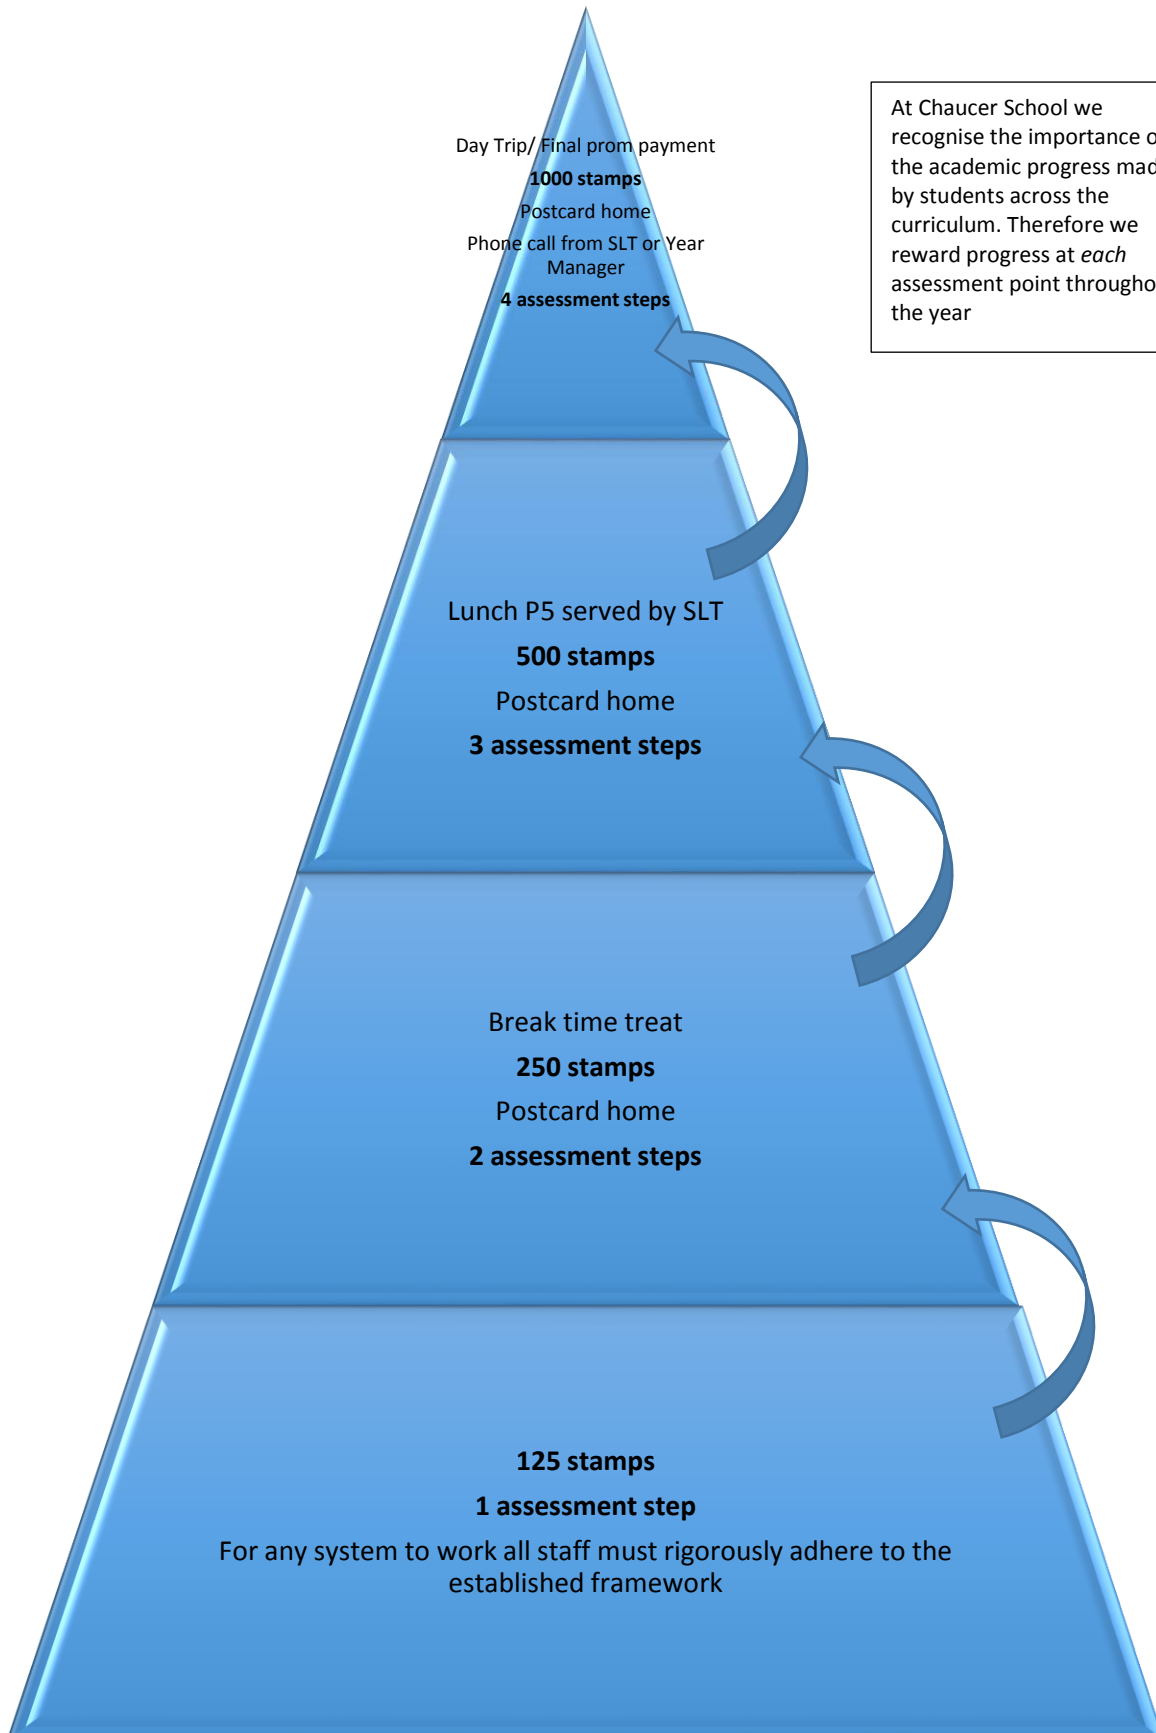 Day Trip/ Final prom payment
1000 stamps
Postcard home
Phone call from SLT or Year
Manager
4 assessment steps
At Chaucer School we
recognise the importance o
the academic progress mad
by students across the
curriculum. Therefore we
reward progress at each
assessment point througho
the year
Lunch P5 served by SLT
500 stamps
Postcard home
3 assessment steps
Break time treat
250 stamps
Postcard home
2 assessment steps
125 stamps
1 assessment step
For any system to work all staff must rigorously adhere to the
established framework